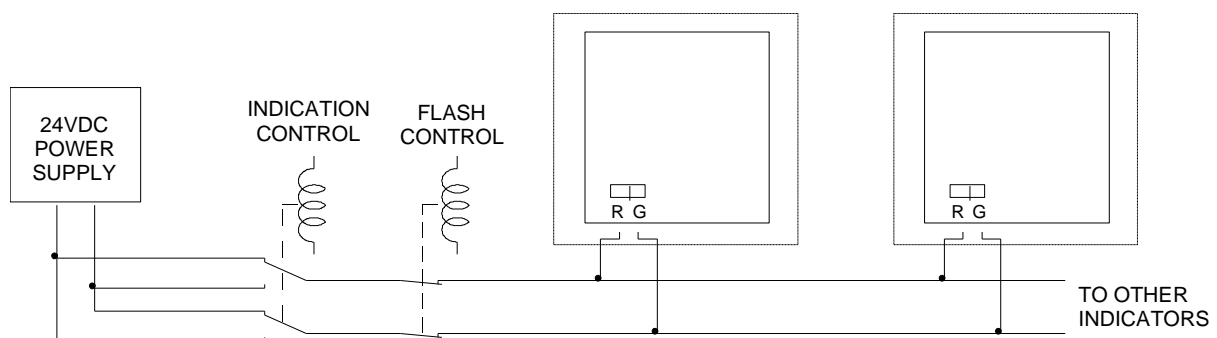 24VDC
POWER
SUPPLY
INDICATION
CONTROL
FLASH
CONTROL
R G
R G
TO OTHER
INDICATORS